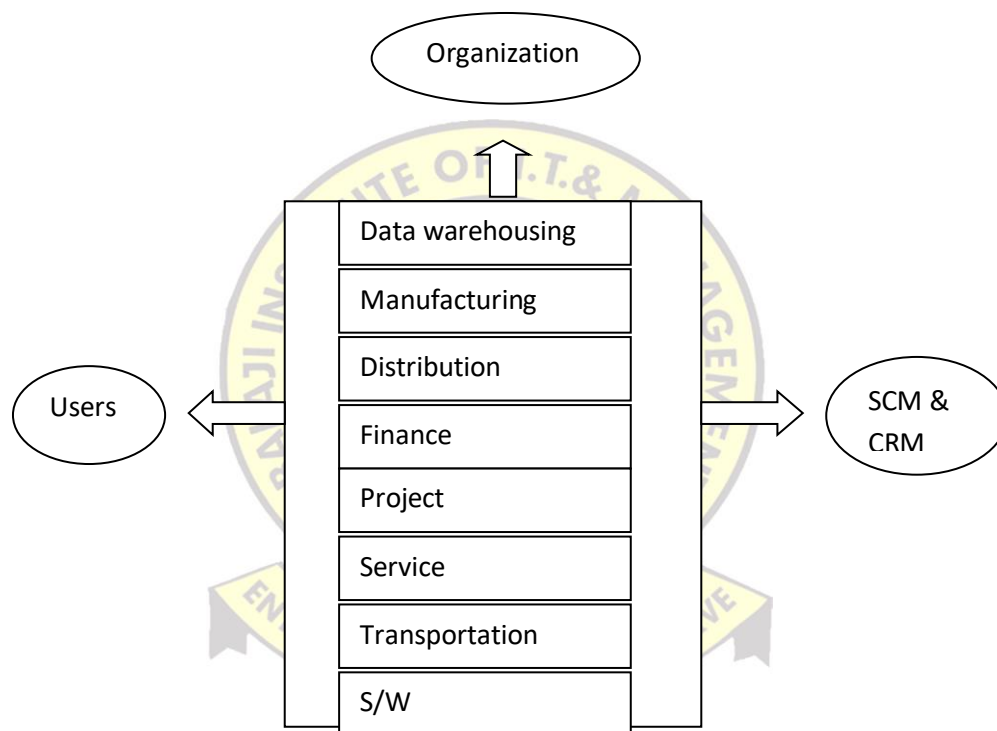 Organization
Data warehousing
Manufacturing
Distribution
Users
SCM &
CRM
Finance
Project
Service
Transportation
S/W